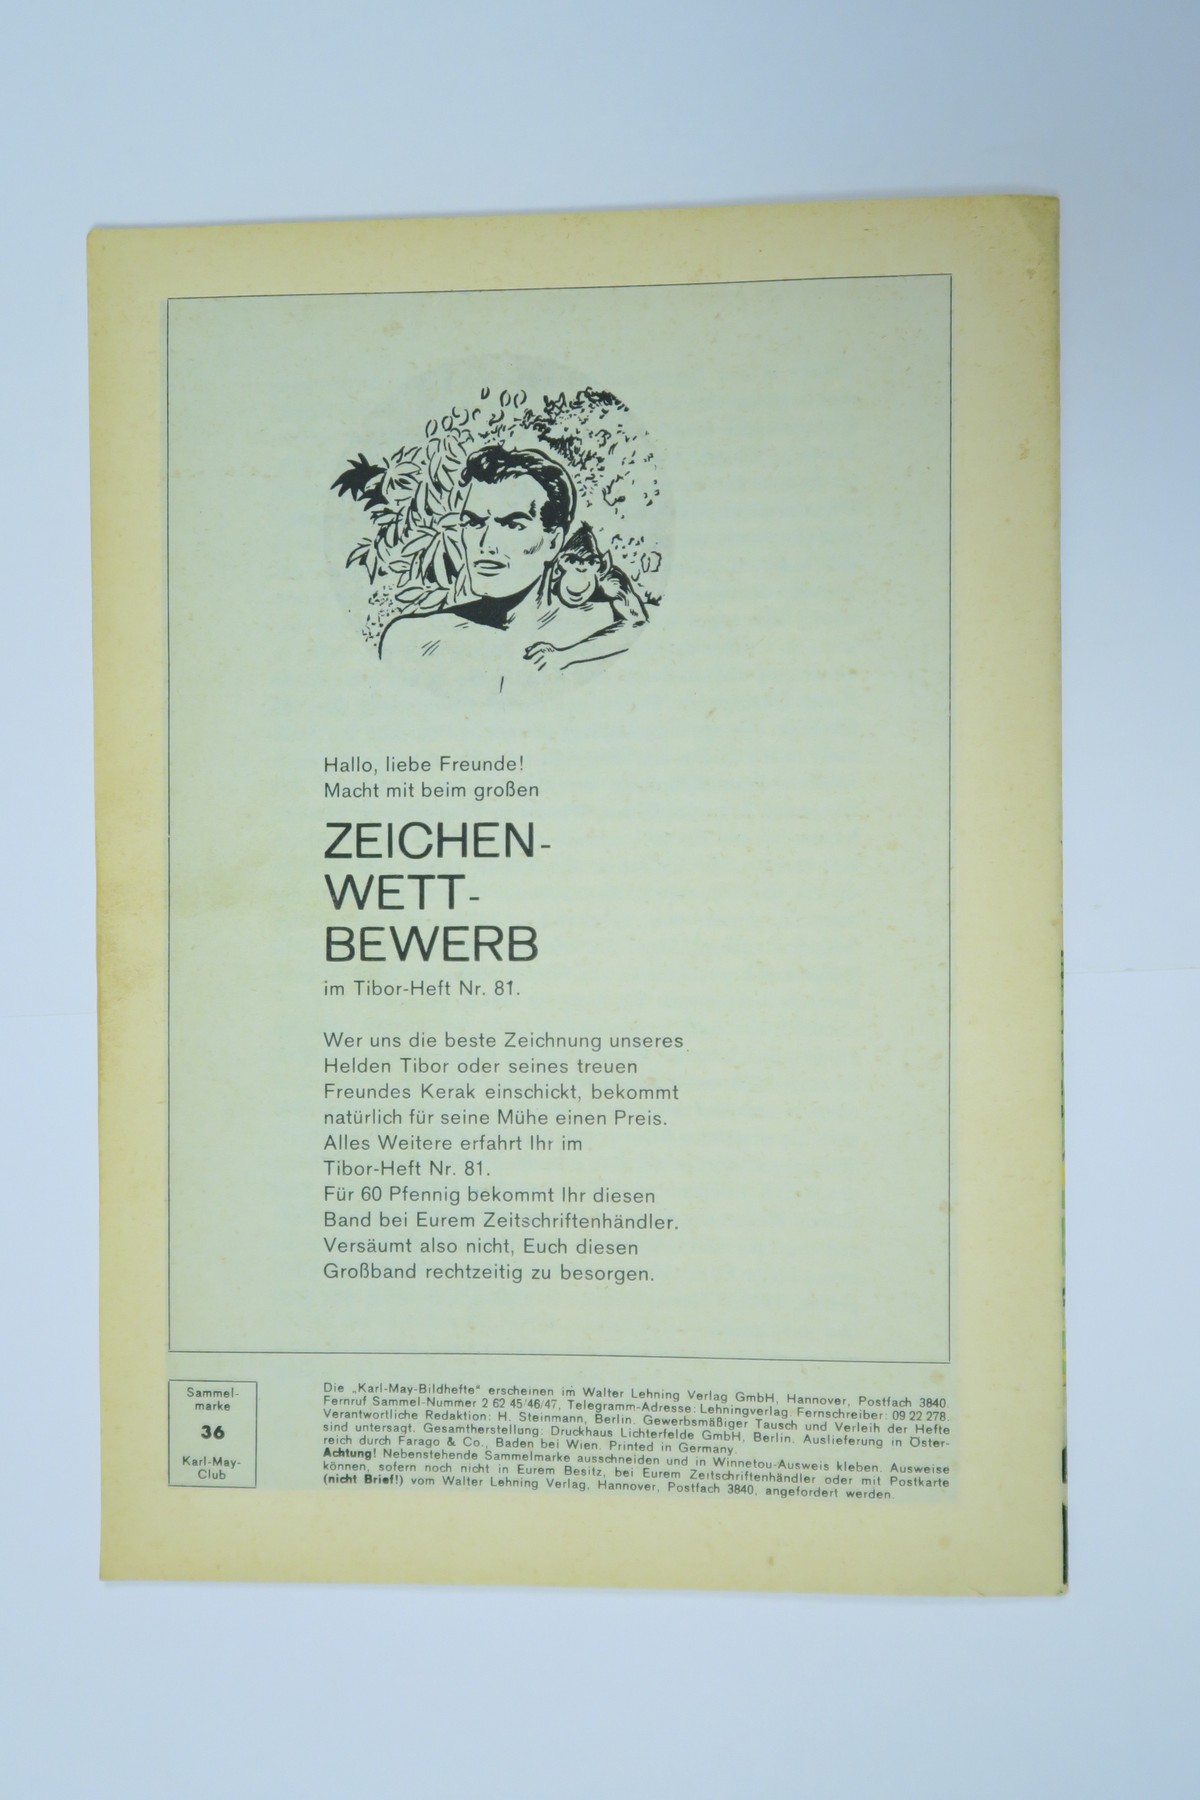 Hallo, liebe Freunde!
Macht mit beim großen
ZEICHEN-
WETT-
BEWERB
im Tibor-Heft Nr. 81.
Wer uns die beste Zeichnung unseres
Helden Tibor oder seines treuen
Freundes Kerak einschickt, bekommt
natürlich für seine Mühe einen Preis.
Alles Weitere erfahrt Ihr im
Tibor-Heft Nr. 81.
Für 60 Pfennig bekommt Ihr diesen
Band bei Eurem Zeitschriftenhändler.
Versäumt also nicht, Euch diesen
Großband rechtzeitig zu besorgen.
Sammel-
marke
36
Karl-May-
Club
Die „Karl-May-Bildhefte" erscheinen im Walter Lehning Verlag GmbH, Hannover, Postfach 3840.
Fernruf Sammel-Nummer 2 62 45/46/47, Telegramm-Adresse: Lehningverlag. Fernschreiber: 09 22 278.
Verantwortliche Redaktion: H. Steinmann, Berlin. Gewerbsmäßiger Tausch und Verleih der Hefte
sind untersagt. Gesamtherstellung: Druckhaus Lichterfelde GmbH, Berlin. Auslieferung in Öster-
reich durch Farago & Co., Baden bei Wien. Printed in Germany.
Achtung! Nebenstehende Sammelmarke ausschneiden und in Winnetou-Ausweis kleben. Ausweise
können, sofern noch nicht in Eurem Besitz, bei Eurem Zeitschriftenhändler oder mit Postkarte
(nicht Brief!) vom Walter Lehning Verlag, Hannover, Postfach 3840, angefordert werden.